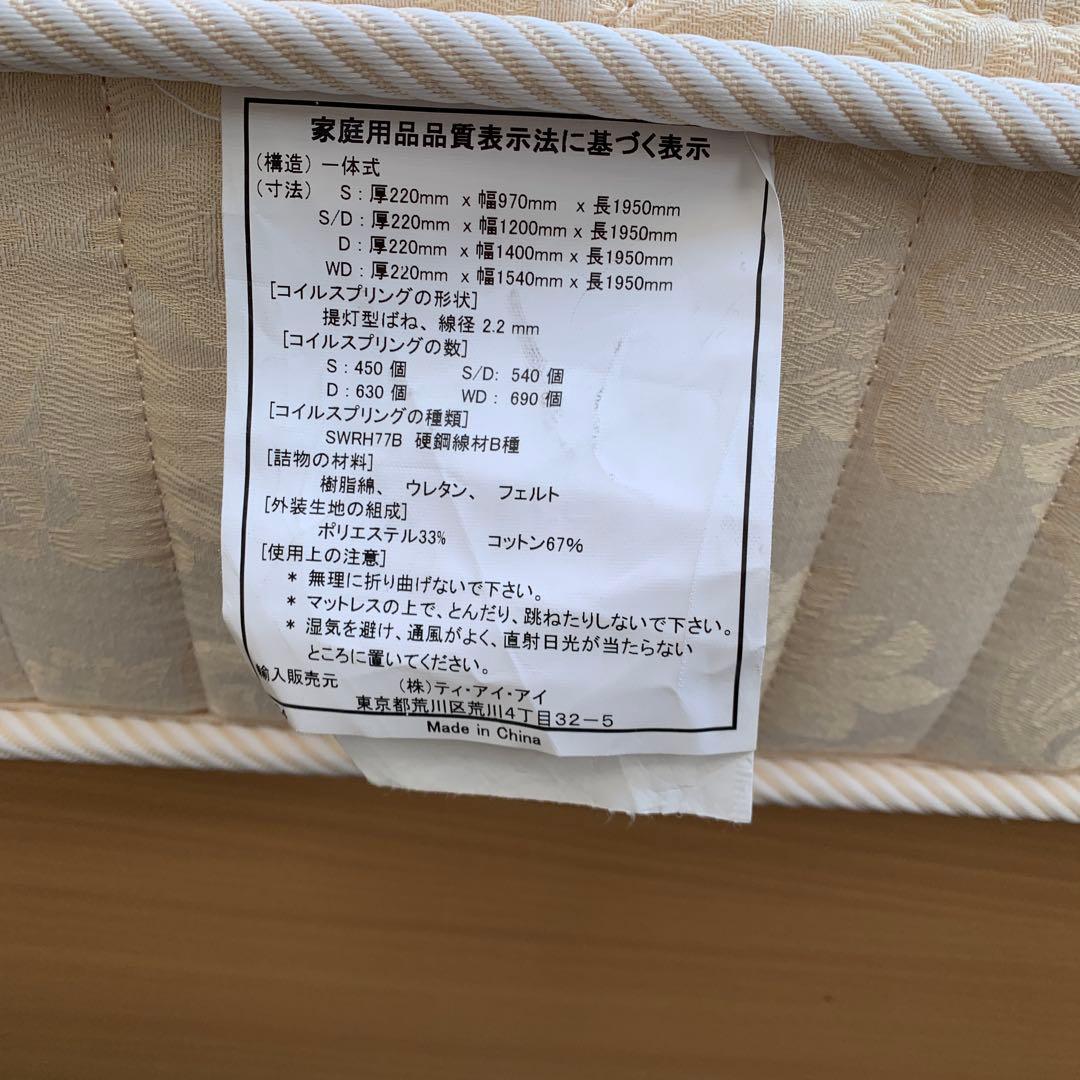 家庭用品品質表示法に基づく表示
(構造) 一体式
(寸法) S:厚220mm x 幅970mm x 長1950mm
S/D:厚220mm x 幅1200mm x 長1950mm
D:厚220mm x 幅1400mm x 長1950mm
WD:厚220mm x 幅1540mm x 長1950mm
[コイルスプリングの形状]
提灯型ばね、線径 2.2 mm
[コイルスプリングの数]
S:450 個 S/D: 540 個
D:630 個 WD: 690 個
[コイルスプリングの種類]
SWRH77B 硬鋼線材B種
[詰物の材料]
樹脂綿、 ウレタン、 フェルト
[外装生地の組成]
ポリエステル33% コットン67%
[使用上の注意]
* 無理に折り曲げないで下さい。
* マットレスの上で、とんだり、跳ねたりしないで下さい。
* 湿気を避け、通風がよく、直射日光が当たらない
ところに置いてください。
輸入販売元 (株)ティ・アイ・アイ
東京都荒川区荒川4丁目32-5
Made in China